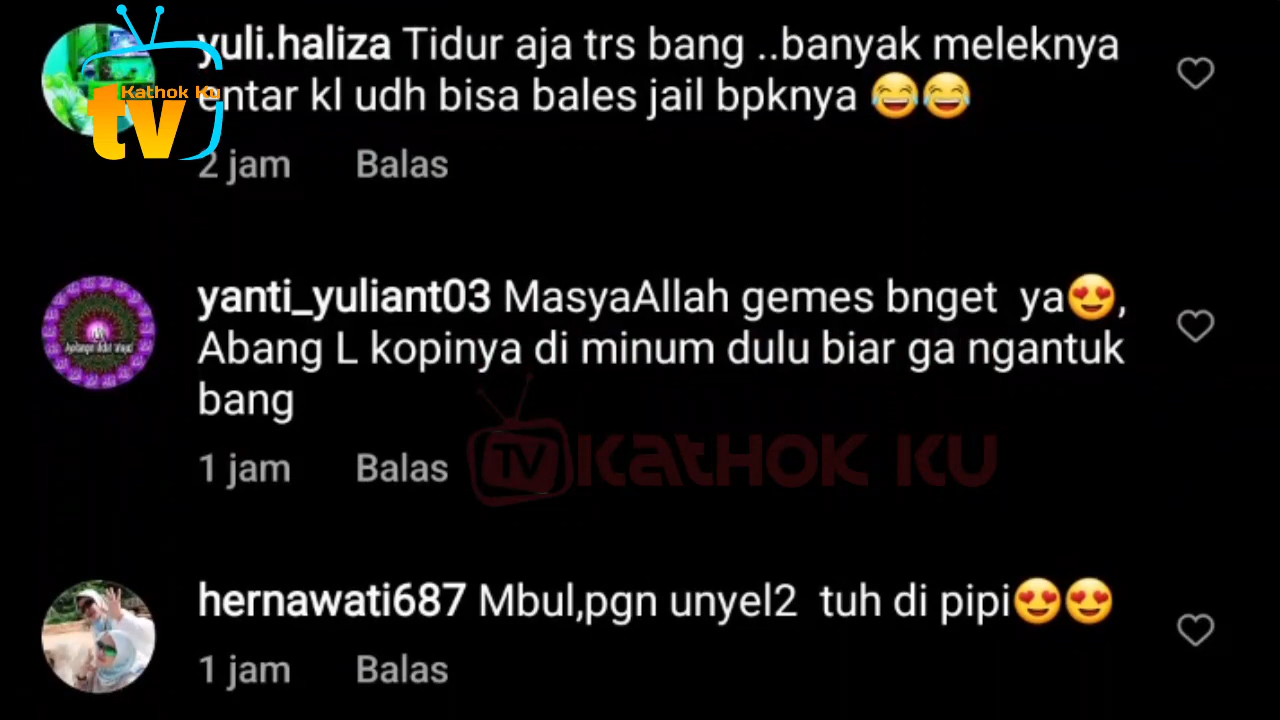 yuli.haliza Tidur aja trs bang ..banyak meleknya
entar kl udh bisa bales jail bpknya 😂😂
2 jam Balas
Kathok Ku
tv
yanti_yuliant03 MasyaAllah gemes bnget ya😍,
Abang L kopinya di minum dulu biar ga ngantuk
bang
1 jam Balas
TV KATHOK KU
hernawati687 Mbul,pgn unyel2 tuh di pipi😍😍
1 jam Balas